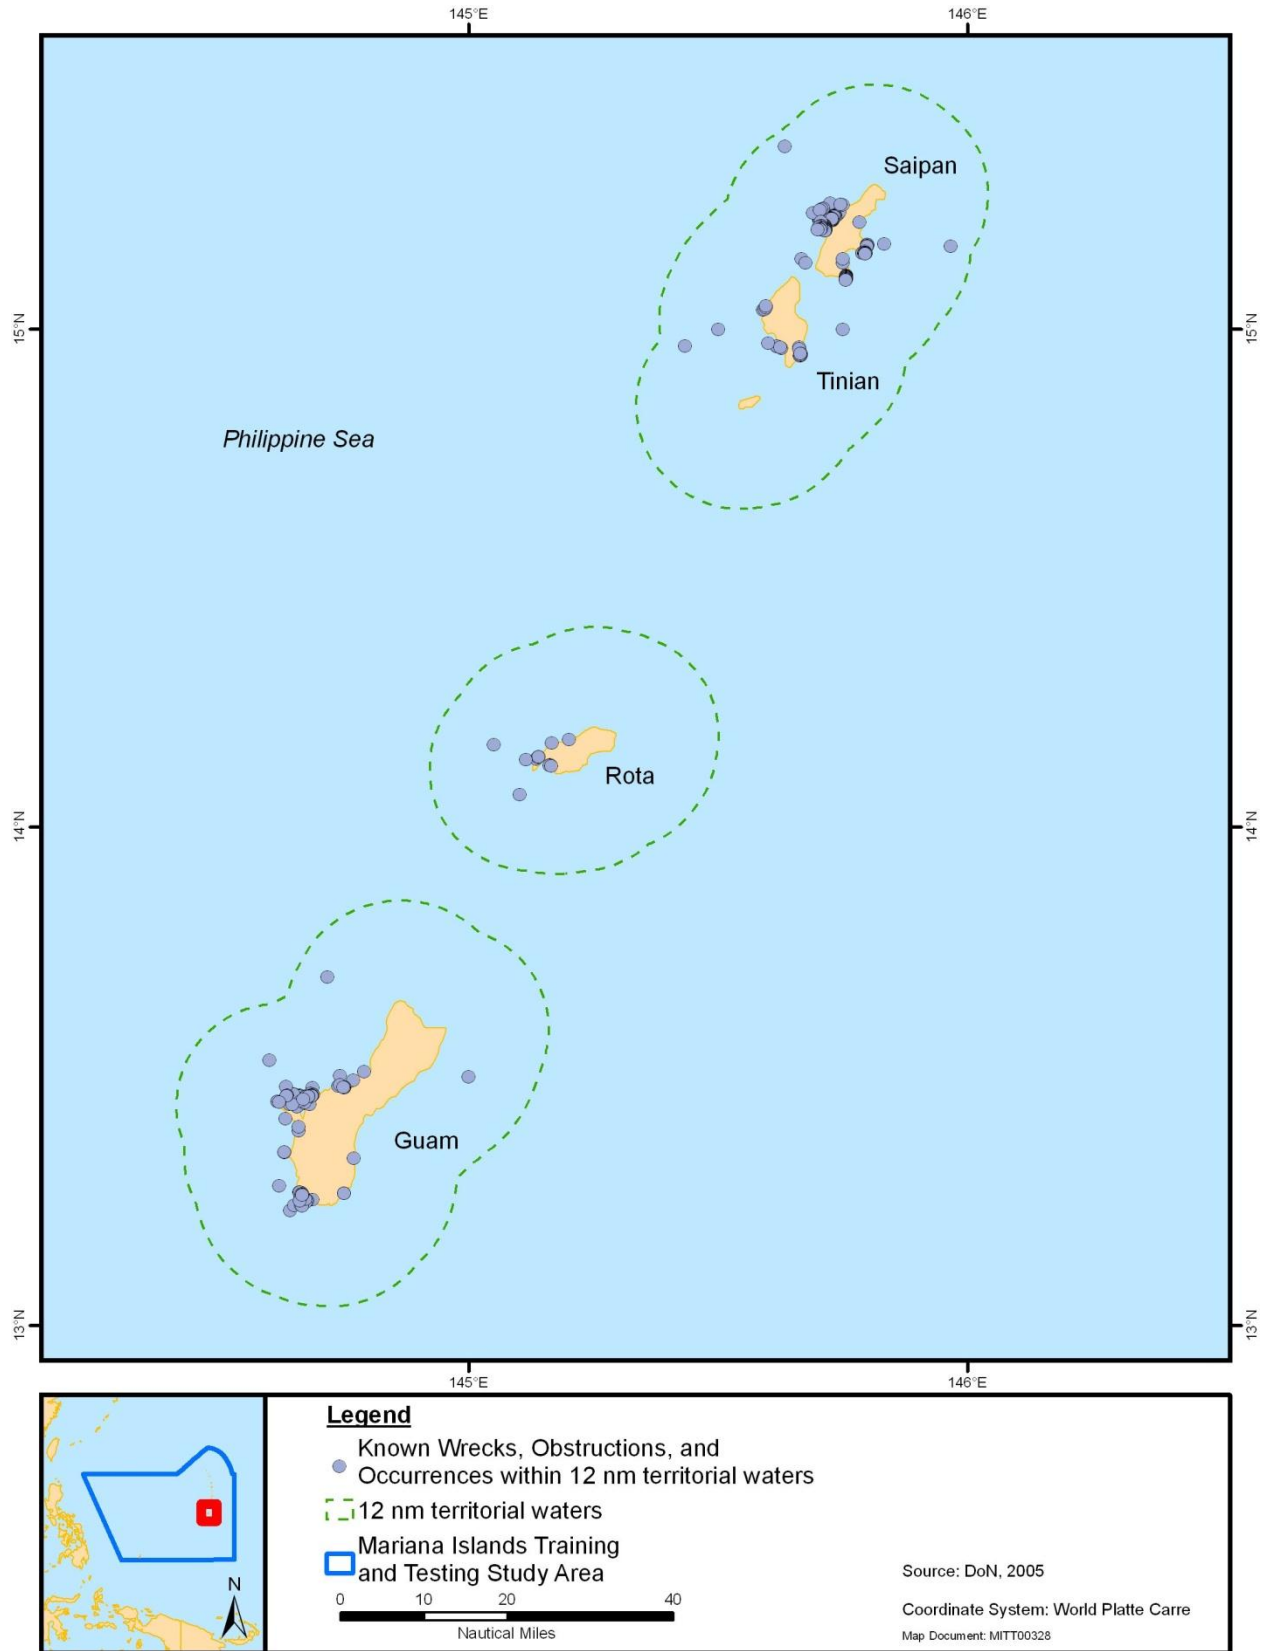 145°E
146°E
Saipan
15°N
15°N
Tinian
Philippine Sea
Rota
14°N
14°N
Guam
13°N
13°N
145°E
146°E
Legend
Known Wrecks, Obstructions, and
Occurrences within 12 nm territorial waters
12 nm territorial waters
Mariana Islands Training
and Testing Study Area
Source: DoN, 2005
N
0 10 20 40
Coordinate System: World Platte Carre
Nautical Miles
Map Document: MITT00328